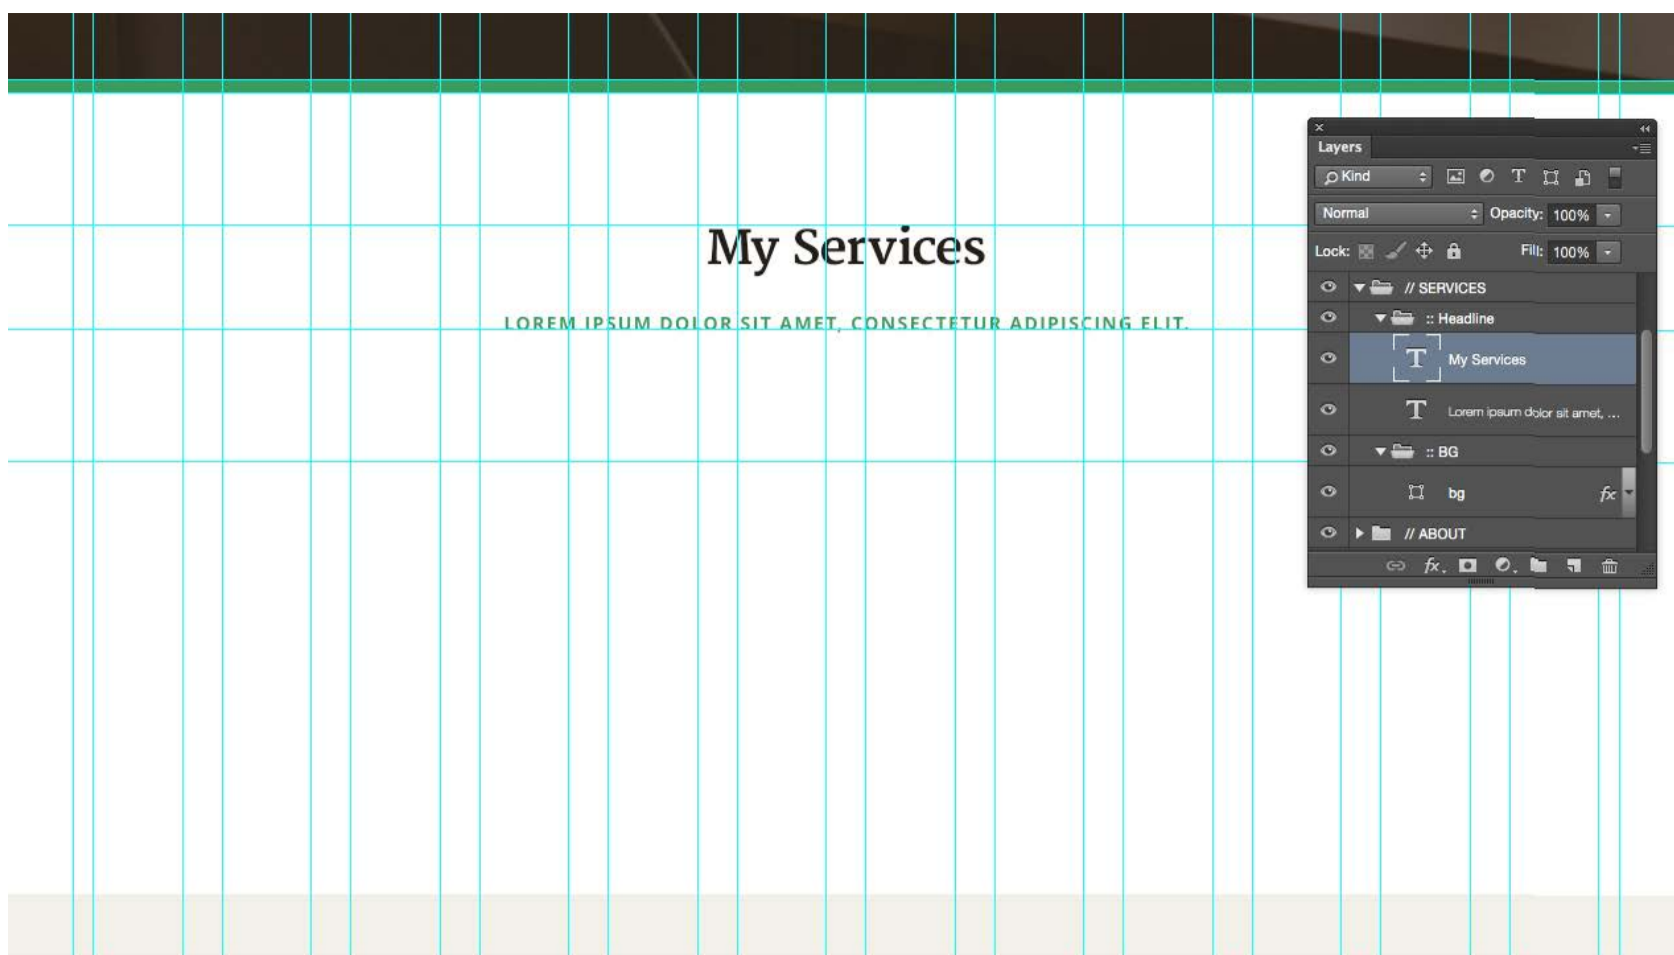 My Services
LOREM IPSUM DOLOR SIT AMET, CONSECTETUR ADIPISCING ELIT.
Layers
Kind
Normal
Opacity: 100%
Lock:
Fill: 100%
// SERVICES
:: Headline
T My Services
T Lorem ipsum dolor sit amet, ...
:: BG
bg fx
// ABOUT
fx.